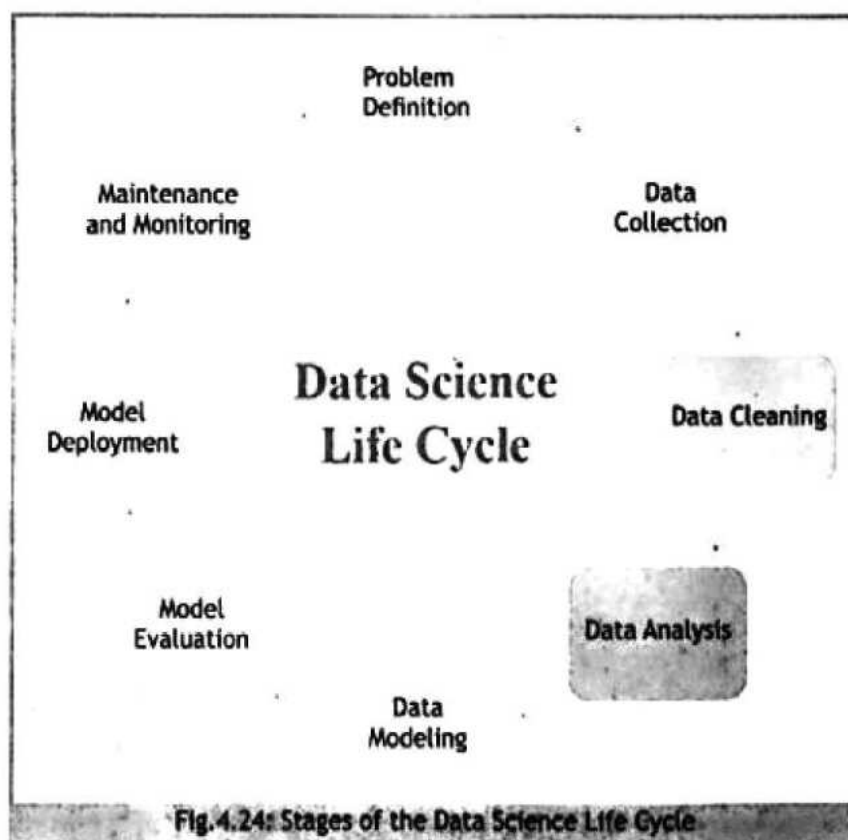 Problem
Definition
Data
Collection
Data Cleaning
Data Analysis
Data
Modeling
Model
Evaluation
Model
Deployment
Maintenance
and Monitoring
Data Science
Life Cycle
Fig.4.24: Stages of the Data Science Life Cycle